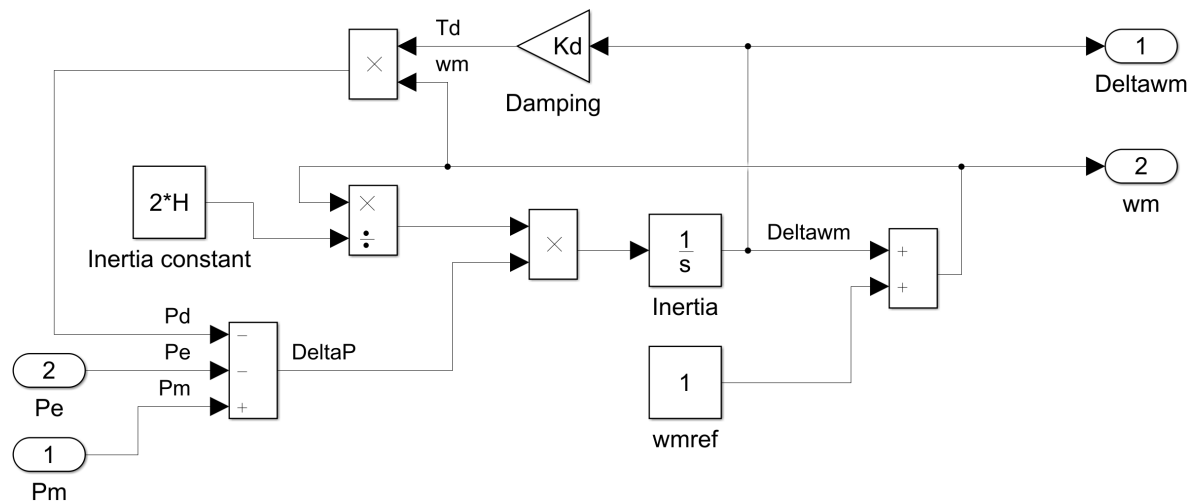 Td
wm
Kd
1
Damping
Deltawm
×
2*H
Inertia constant
×
÷
×
1
s
Inertia
Deltawm
+
+
2
wm
Pd
Pe
Pm
−
−
+
DeltaP
2
Pe
1
Pm
1
wmref